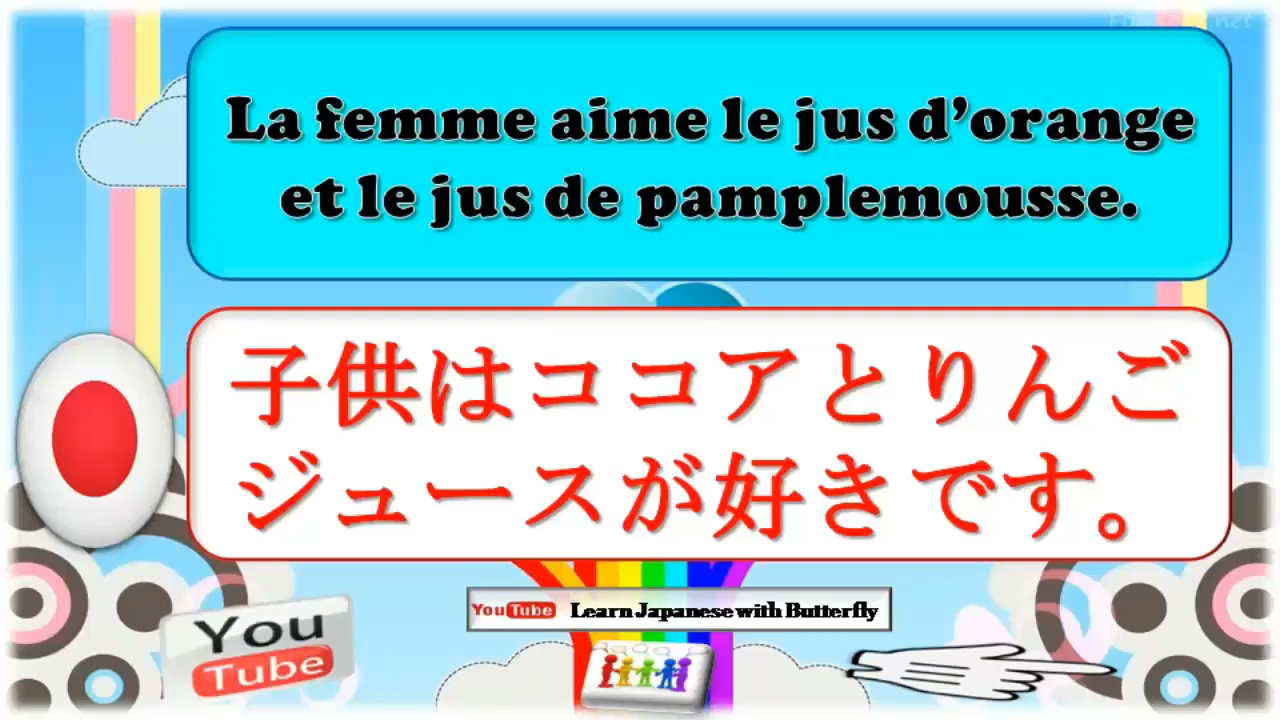 La femme aime le jus d’orange
et le jus de pamplemousse.
子供はココアとりんご
ジュースが好きです。
YouTube Learn Japanese with Butterfly
You
Tube